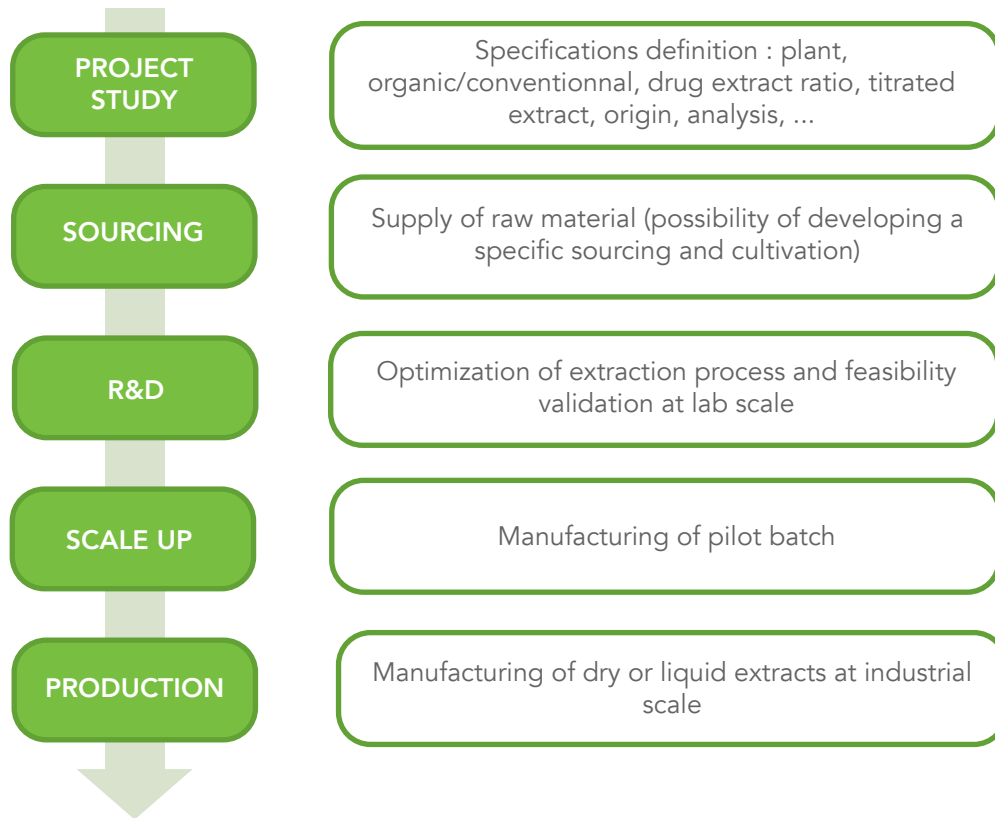 PROJECT
STUDY
Specifications definition : plant,
organic/conventionnal, drug extract ratio, titrated
extract, origin, analysis, ...
SOURCING
Supply of raw material (possibility of developing a
specific sourcing and cultivation)
R&D
Optimization of extraction process and feasibility
validation at lab scale
SCALE UP
Manufacturing of pilot batch
PRODUCTION
Manufacturing of dry or liquid extracts at industrial
scale